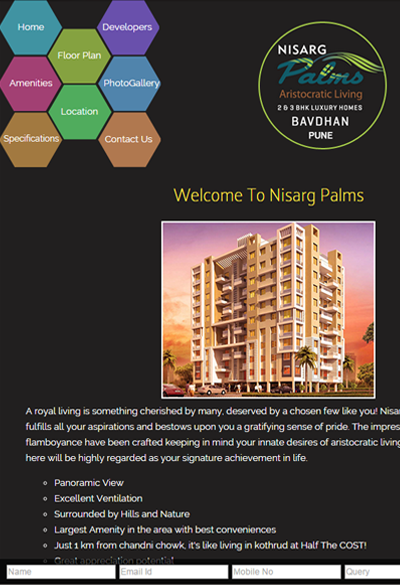 Home
Developers
Floor Plan
Amenities
PhotoGallery
Location
Specifications
Contact Us
NISARG
Palms
Aristocratic Living
2 & 3 BHK LUXURY HOMES
BAVDHAN
PUNE
Welcome To Nisarg Palms
A royal living is something cherished by many, deserved by a chosen few like you! Nisar
fulfills all your aspirations and bestows upon you a gratifying sense of pride. The impres
flamboyance have been crafted keeping in mind your innate desires of aristocratic living
here will be highly regarded as your signature achievement in life.
Panoramic View
Excellent Ventilation
Surrounded by Hills and Nature
Largest Amenity in the area with best conveniences
Just 1 km from chandni chowk, it's like living in kothrud at Half The COST!
Great appreciation potential
Name
Email Id
Mobile No
Query